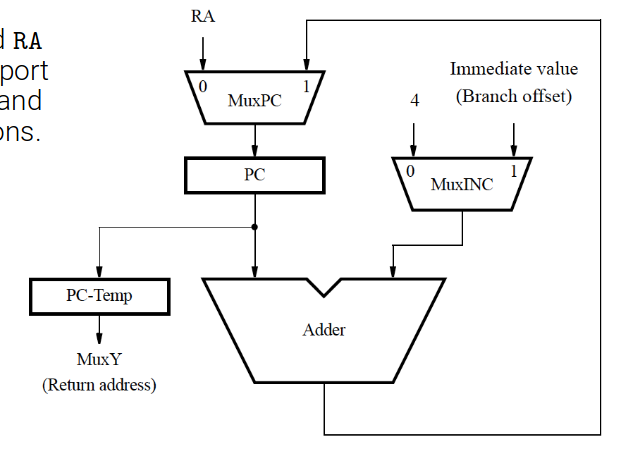 RA
d RA
port
and
ons.
0
1
MuxPC
Immediate value
(Branch offset)
4
PC
0
1
MuxINC
PC-Temp
Adder
MuxY
(Return address)